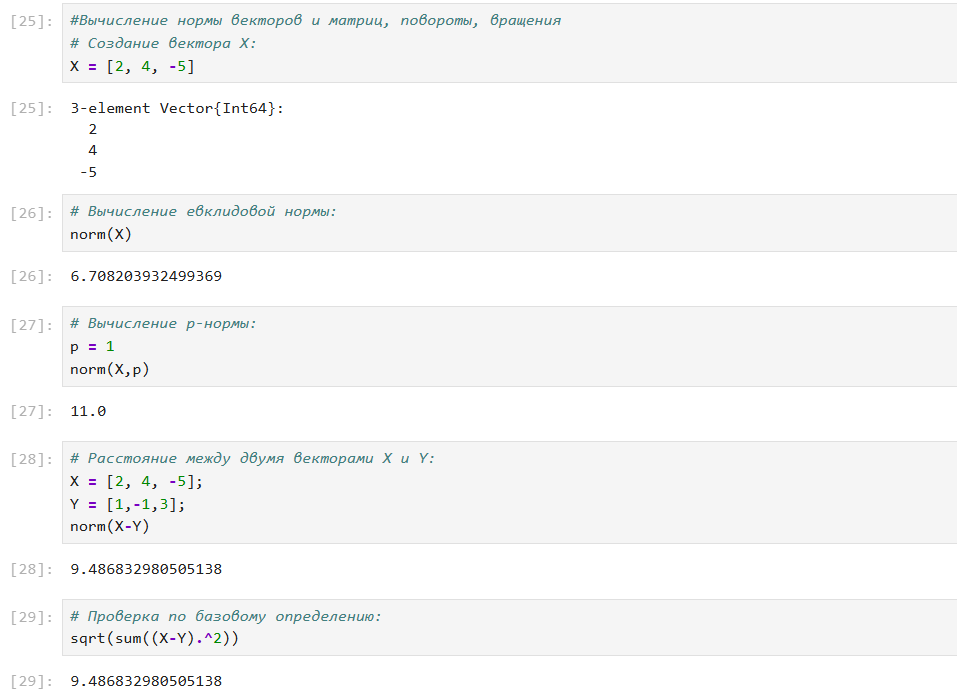 [25]: #Вычисление нормы векторов и матриц, повороты, вращения
# Создание вектора X:
X = [2, 4, -5]
[25]: 3-element Vector{Int64}:
2
4
-5
[26]: # Вычисление евклидовой нормы:
norm(X)
[26]: 6.708203932499369
[27]: # Вычисление p-нормы:
p = 1
norm(X,p)
[27]: 11.0
[28]: # Расстояние между двумя векторами X и Y:
X = [2, 4, -5];
Y = [1,-1,3];
norm(X-Y)
[28]: 9.486832980505138
[29]: # Проверка по базовому определению:
sqrt(sum((X-Y).^2))
[29]: 9.486832980505138